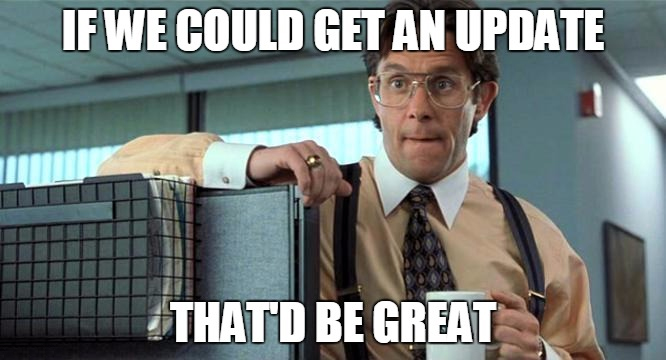 IF WE COULD GET AN UPDATE
THAT'D BE GREAT